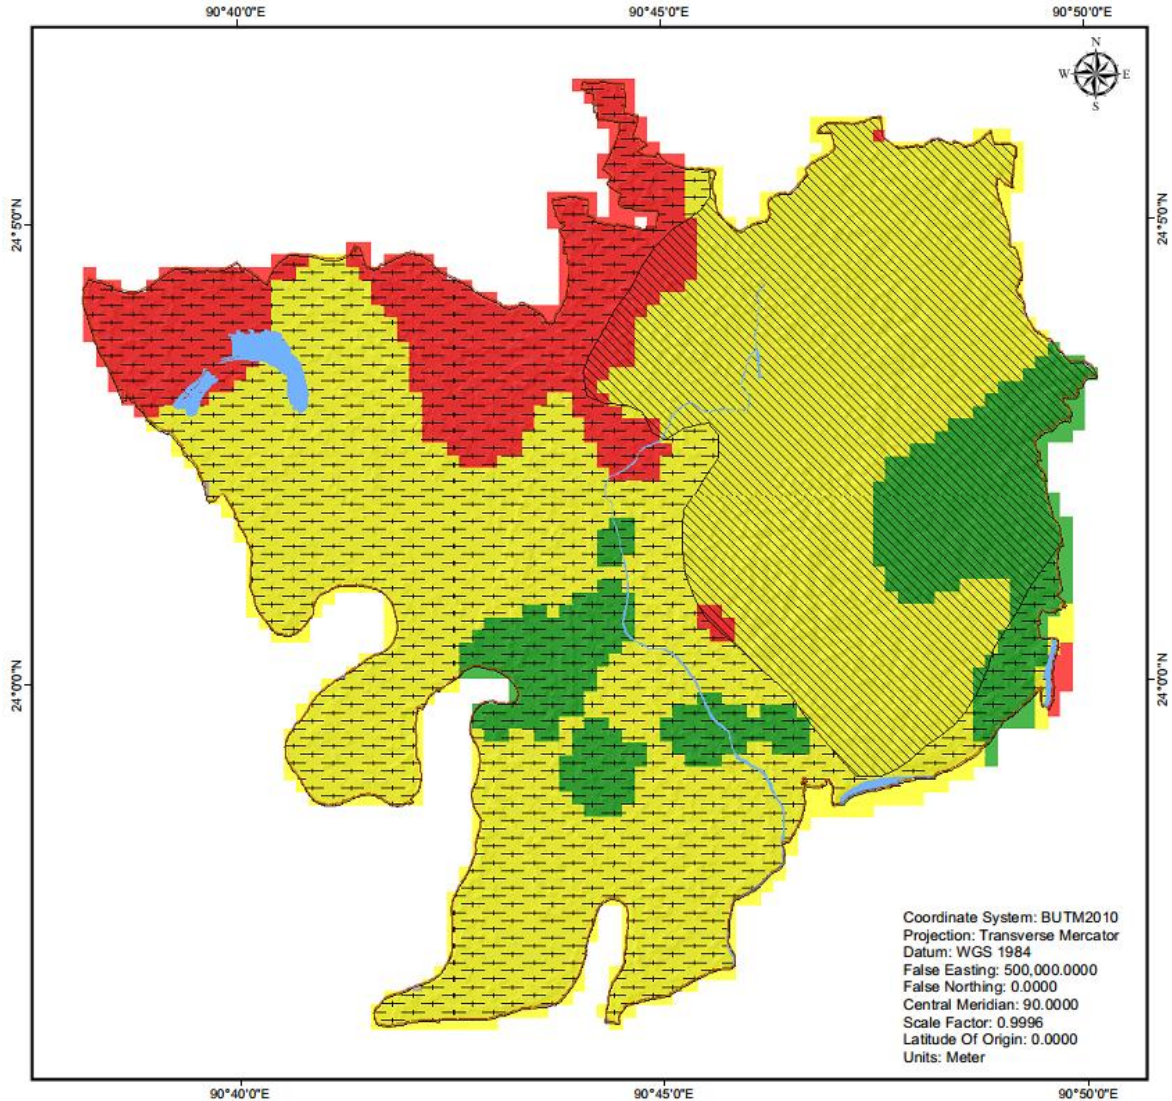 90°40'0"E 90°45'0"E 90°50'0"E
N
W E
S
24°5'0"N 24°5'0"N
24°0'0"N 24°0'0"N
Coordinate System: BUTM2010
Projection: Transverse Mercator
Datum: WGS 1984
False Easting: 500,000.0000
False Northing: 0.0000
Central Meridian: 90.0000
Scale Factor: 0.9996
Latitude Of Origin: 0.0000
Units: Meter
90°40'0"E 90°45'0"E 90°50'0"E